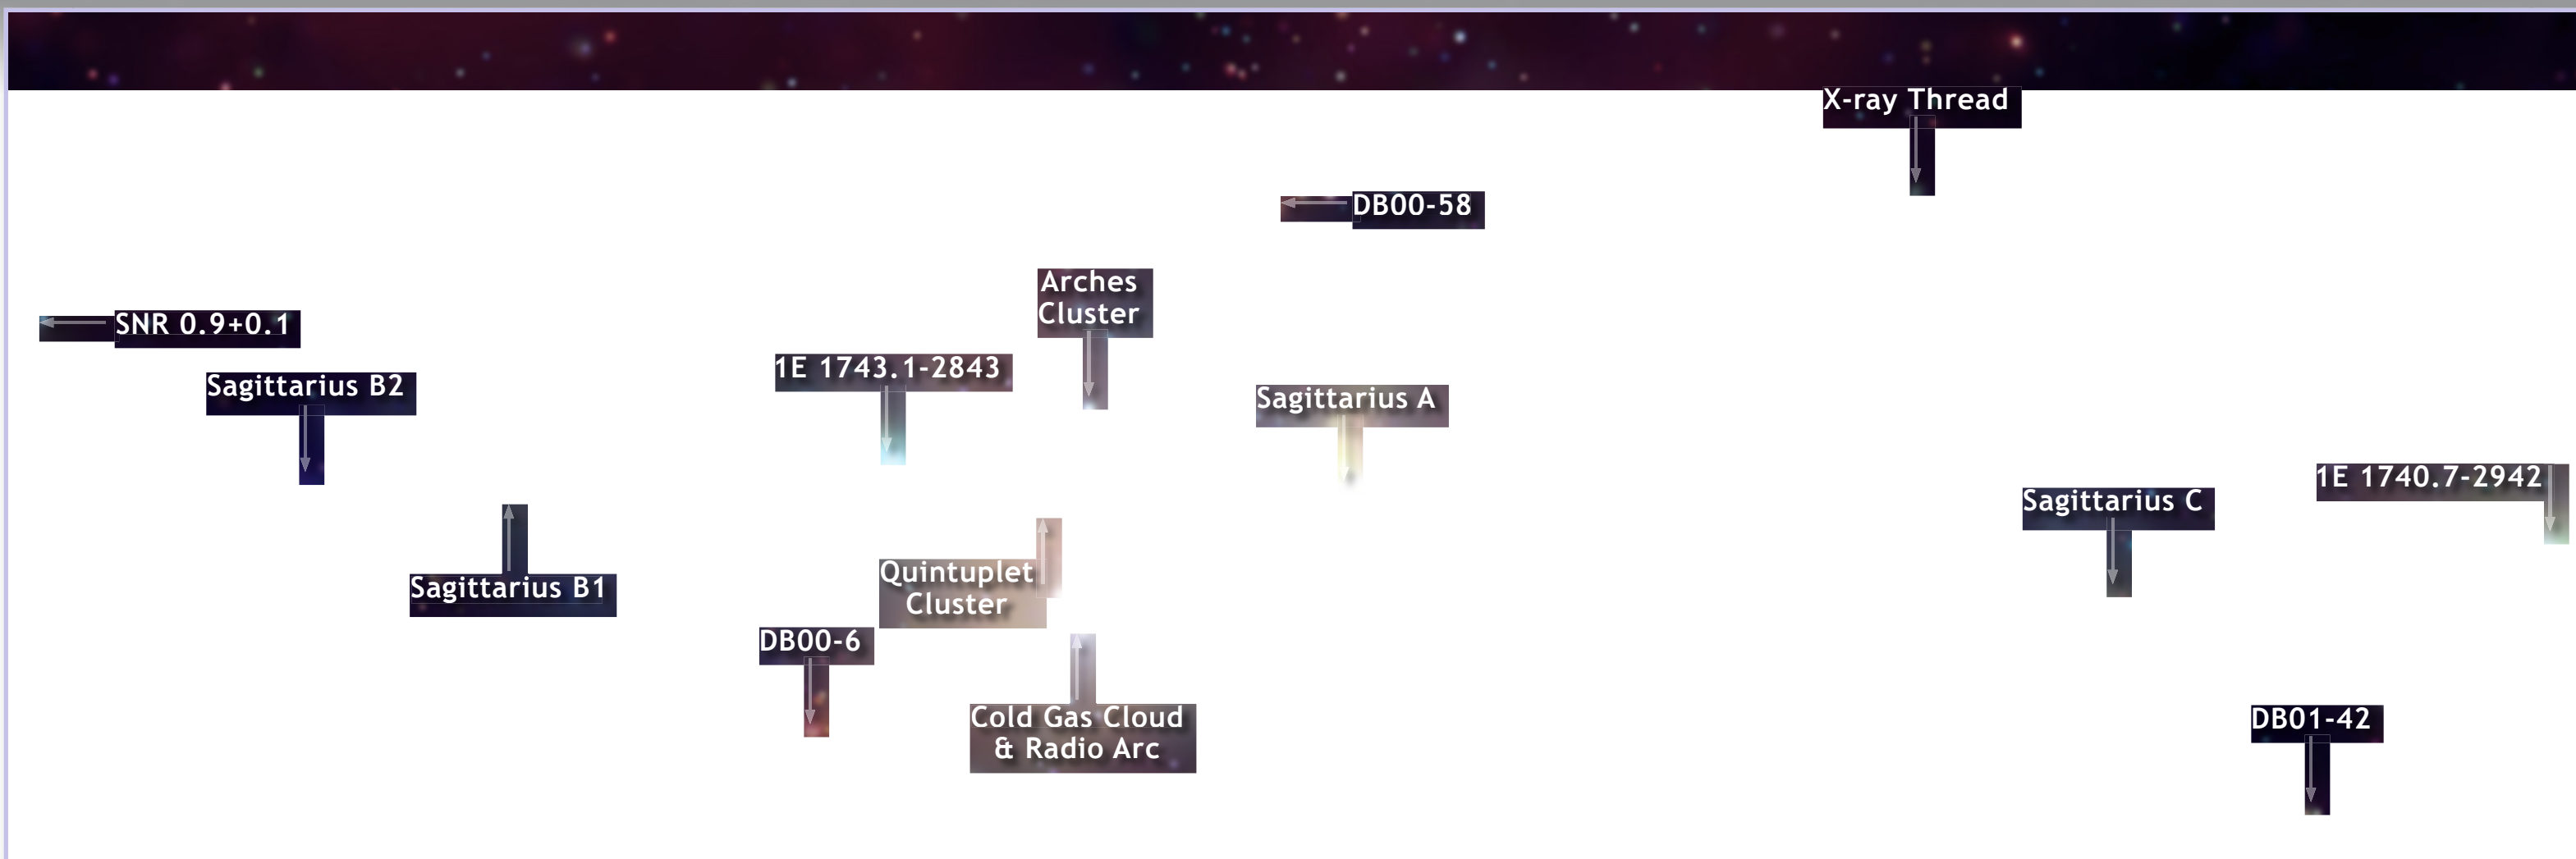 X-ray Thread
DB00-58
Arches
Cluster
SNR 0.9+0.1
1E 1743.1-2843
Sagittarius B2
Sagittarius A
1E 1740.7-2942
Sagittarius C
Quintuplet
Cluster
Sagittarius B1
DB00-6
Cold Gas Cloud
& Radio Arc
DB01-42